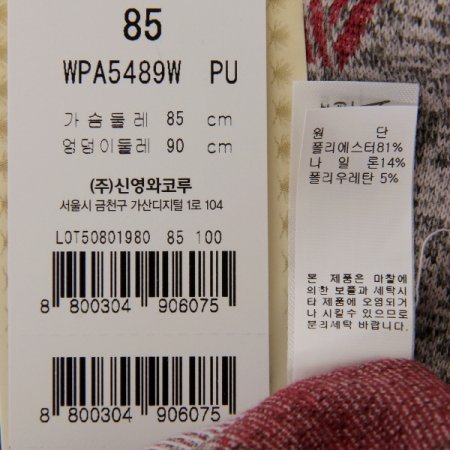 85
WPA5489W PU
가슴둘레 85 cm
엉덩이둘레 90 cm
(주)신영와코루
서울시 금천구 가산디지털 1로 104
LOT50801980 85 100
8 800304 906075
8 800304 906075
원 단
폴리에스터81%
나 일 론14%
폴리우레탄 5%
본 제품은 마찰에
의한 보풀과 세탁시
타 제품에 오염되거
나 시킬수 있으므로
분리세탁 바랍니다.